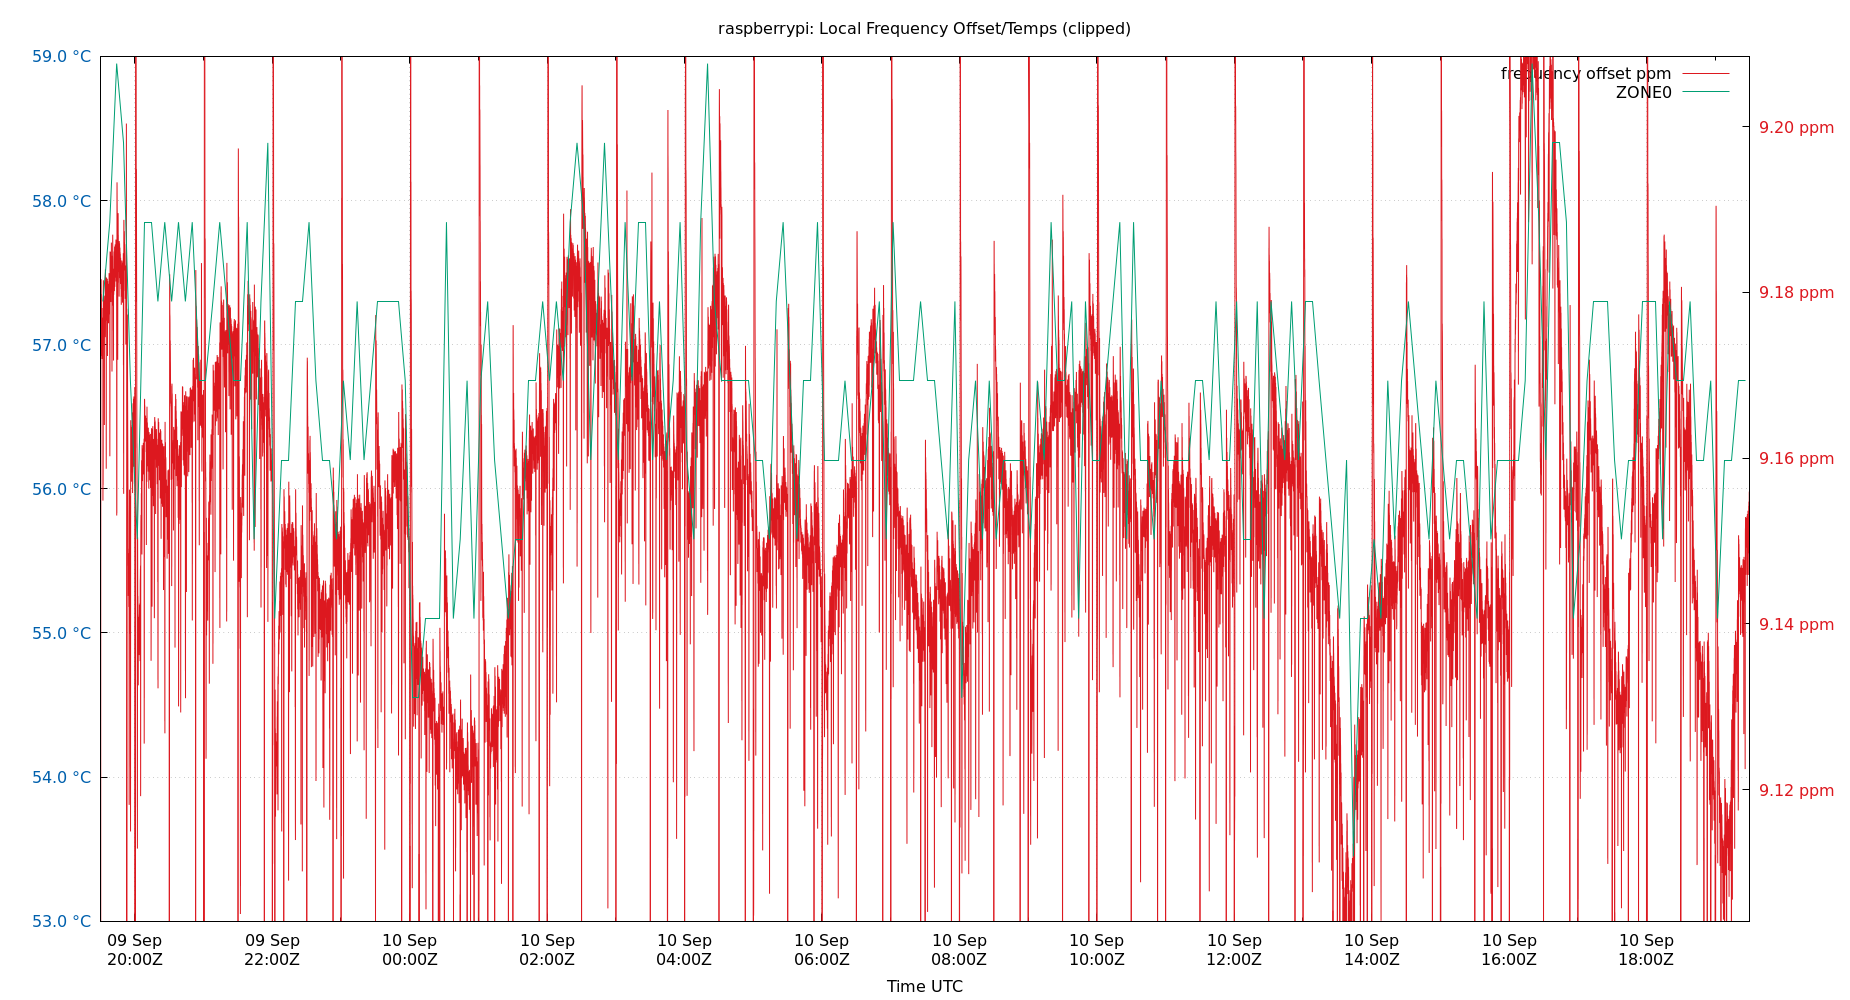 raspberrypi: Local Frequency Offset/Temps (clipped)
59.0 °C
58.0 °C
57.0 °C
56.0 °C
55.0 °C
54.0 °C
53.0 °C
frequency offset ppm
ZONE0
9.20 ppm
9.18 ppm
9.16 ppm
9.14 ppm
9.12 ppm
09 Sep 09 Sep 10 Sep 10 Sep 10 Sep 10 Sep 10 Sep 10 Sep 10 Sep 10 Sep 10 Sep 10 Sep
20:00Z 22:00Z 00:00Z 02:00Z 04:00Z 06:00Z 08:00Z 10:00Z 12:00Z 14:00Z 16:00Z 18:00Z
Time UTC